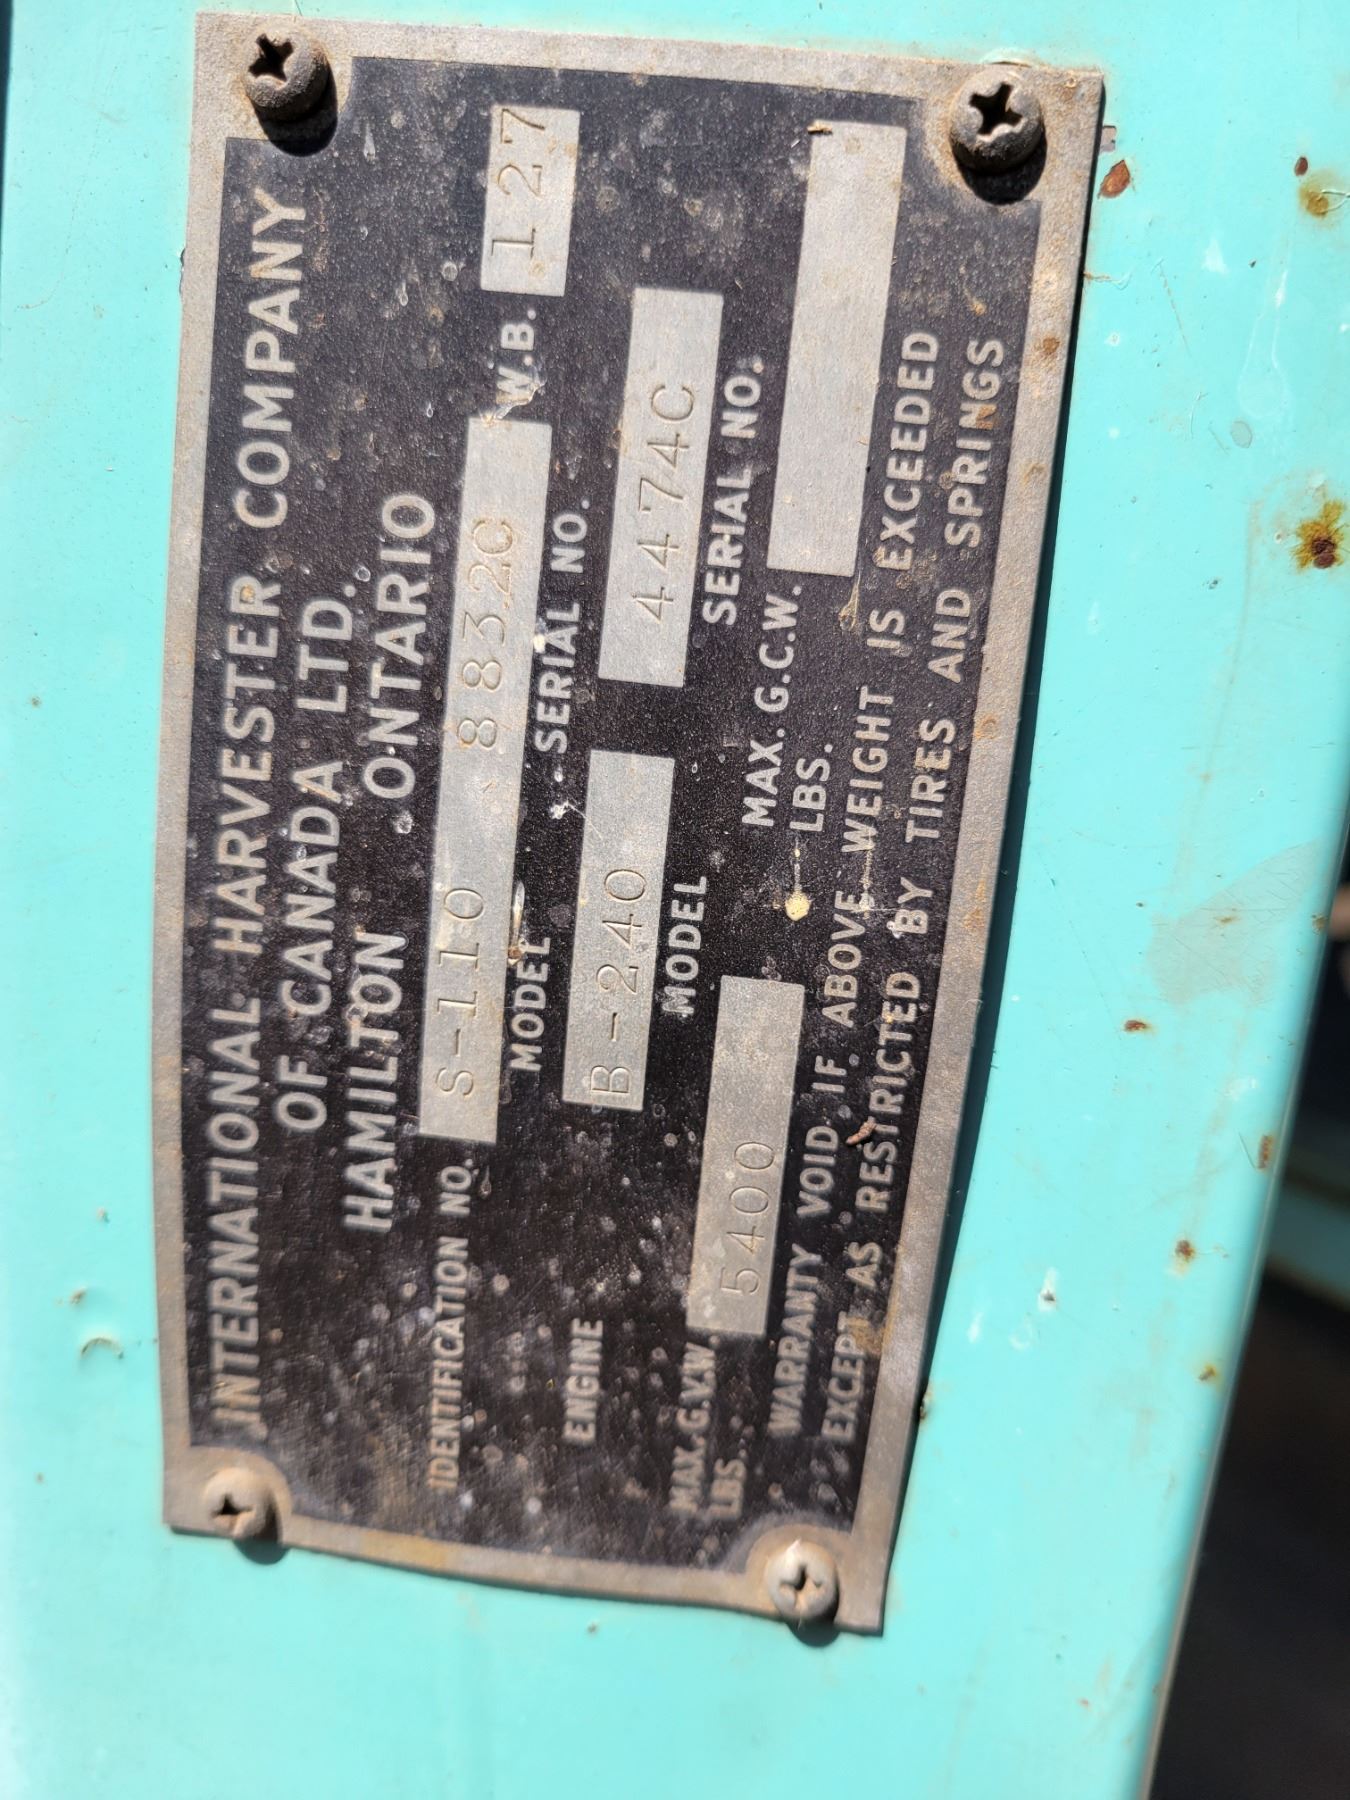 INTERNATIONAL HARVESTER COMPANY
OF CANADA LTD.
HAMILTON ONTARIO
IDENTIFICATION NO. S-110 8832C W.B. 127
MODEL SERIAL NO.
ENGINE B-240 4474C
MODEL SERIAL NO.
MAX. G.V.W. LBS. 5400 MAX. G.C.W. LBS.
WARRANTY VOID IF ABOVE WEIGHT IS EXCEEDED
EXCEPT AS RESTRICTED BY TIRES AND SPRINGS